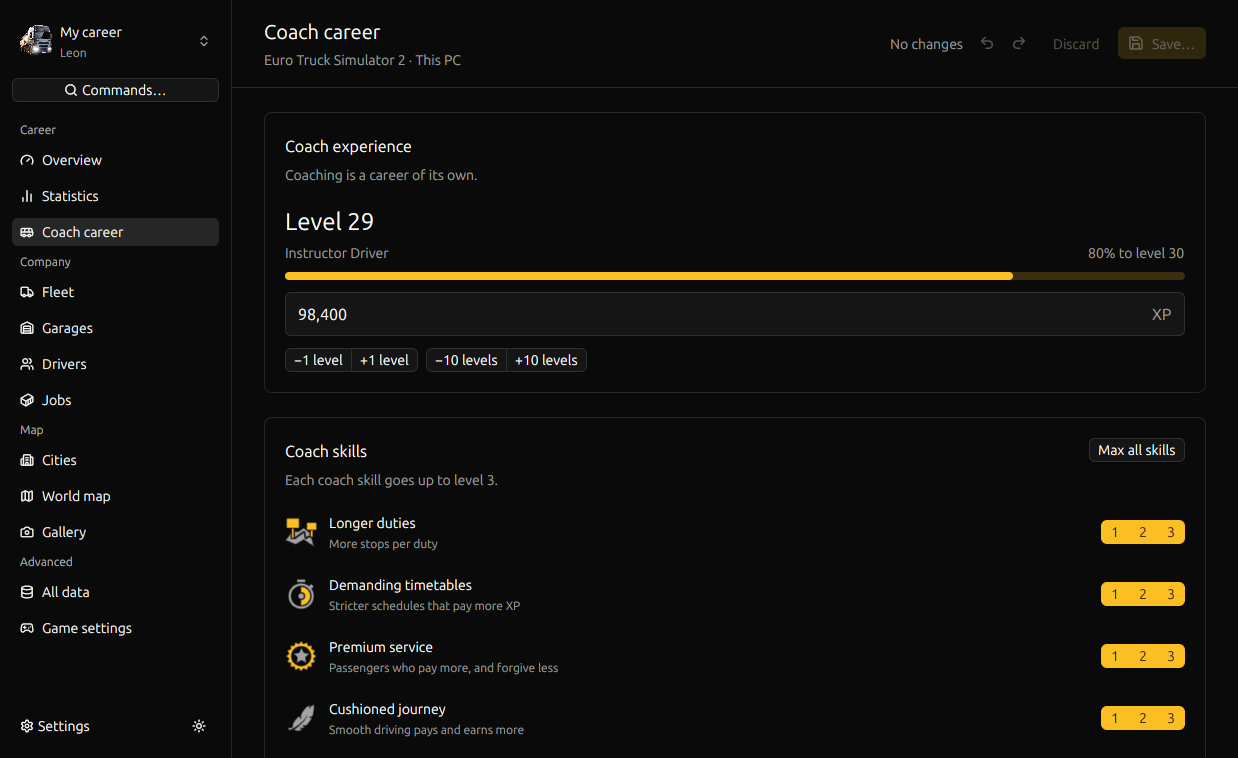 My career
Leon
Commands…
Career
Overview
Statistics
Coach career
Company
Fleet
Garages
Drivers
Jobs
Map
Cities
World map
Gallery
Advanced
All data
Game settings
Settings
Coach career
Euro Truck Simulator 2 · This PC
No changes
Discard
Save…
Coach experience
Coaching is a career of its own.
Level 29
Instructor Driver
80% to level 30
98,400
XP
−1 level
+1 level
−10 levels
+10 levels
Coach skills
Max all skills
Each coach skill goes up to level 3.
Longer duties
More stops per duty
1 2 3
Demanding timetables
Stricter schedules that pay more XP
1 2 3
Premium service
Passengers who pay more, and forgive less
1 2 3
Cushioned journey
Smooth driving pays and earns more
1 2 3